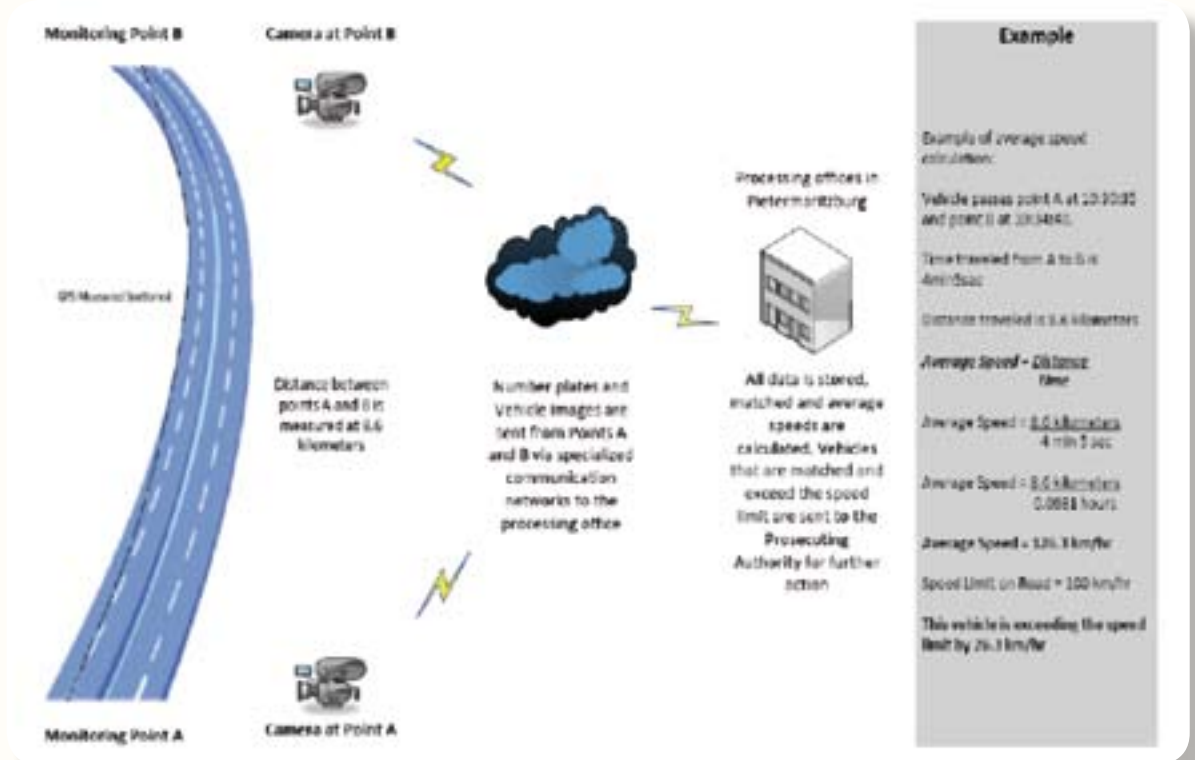 Monitoring Point B
Camera at Point B
GPS Measured
Distance between
points A and B is
measured at 8.6
kilometers
Monitoring Point A
Camera at Point A
Number plates and
Vehicle Images are
sent from Points A
and B via specialized
communication
networks to the
processing office
Processing offices in
Pietermaritzburg
All data is stored,
matched and average
speeds are
calculated. Vehicles
that are matched and
exceed the speed
limit are sent to the
Prosecuting
Authority for further
action
Example
Example of average speed
calculation:
Vehicle passes point A at
and point B at
Time traveled from A to B is
4min5sec
Distance traveled is 8.6 kilometers
Average Speed = Distance
Time
Average Speed = 8.6 kilometers
4 min 5 sec
Average Speed = 8.6 kilometers
0.0681 hours
Average Speed = 126.3 km/hr
Speed Limit on Road = 100 km/hr
This vehicle is exceeding the speed
limit by 26.3 km/hr